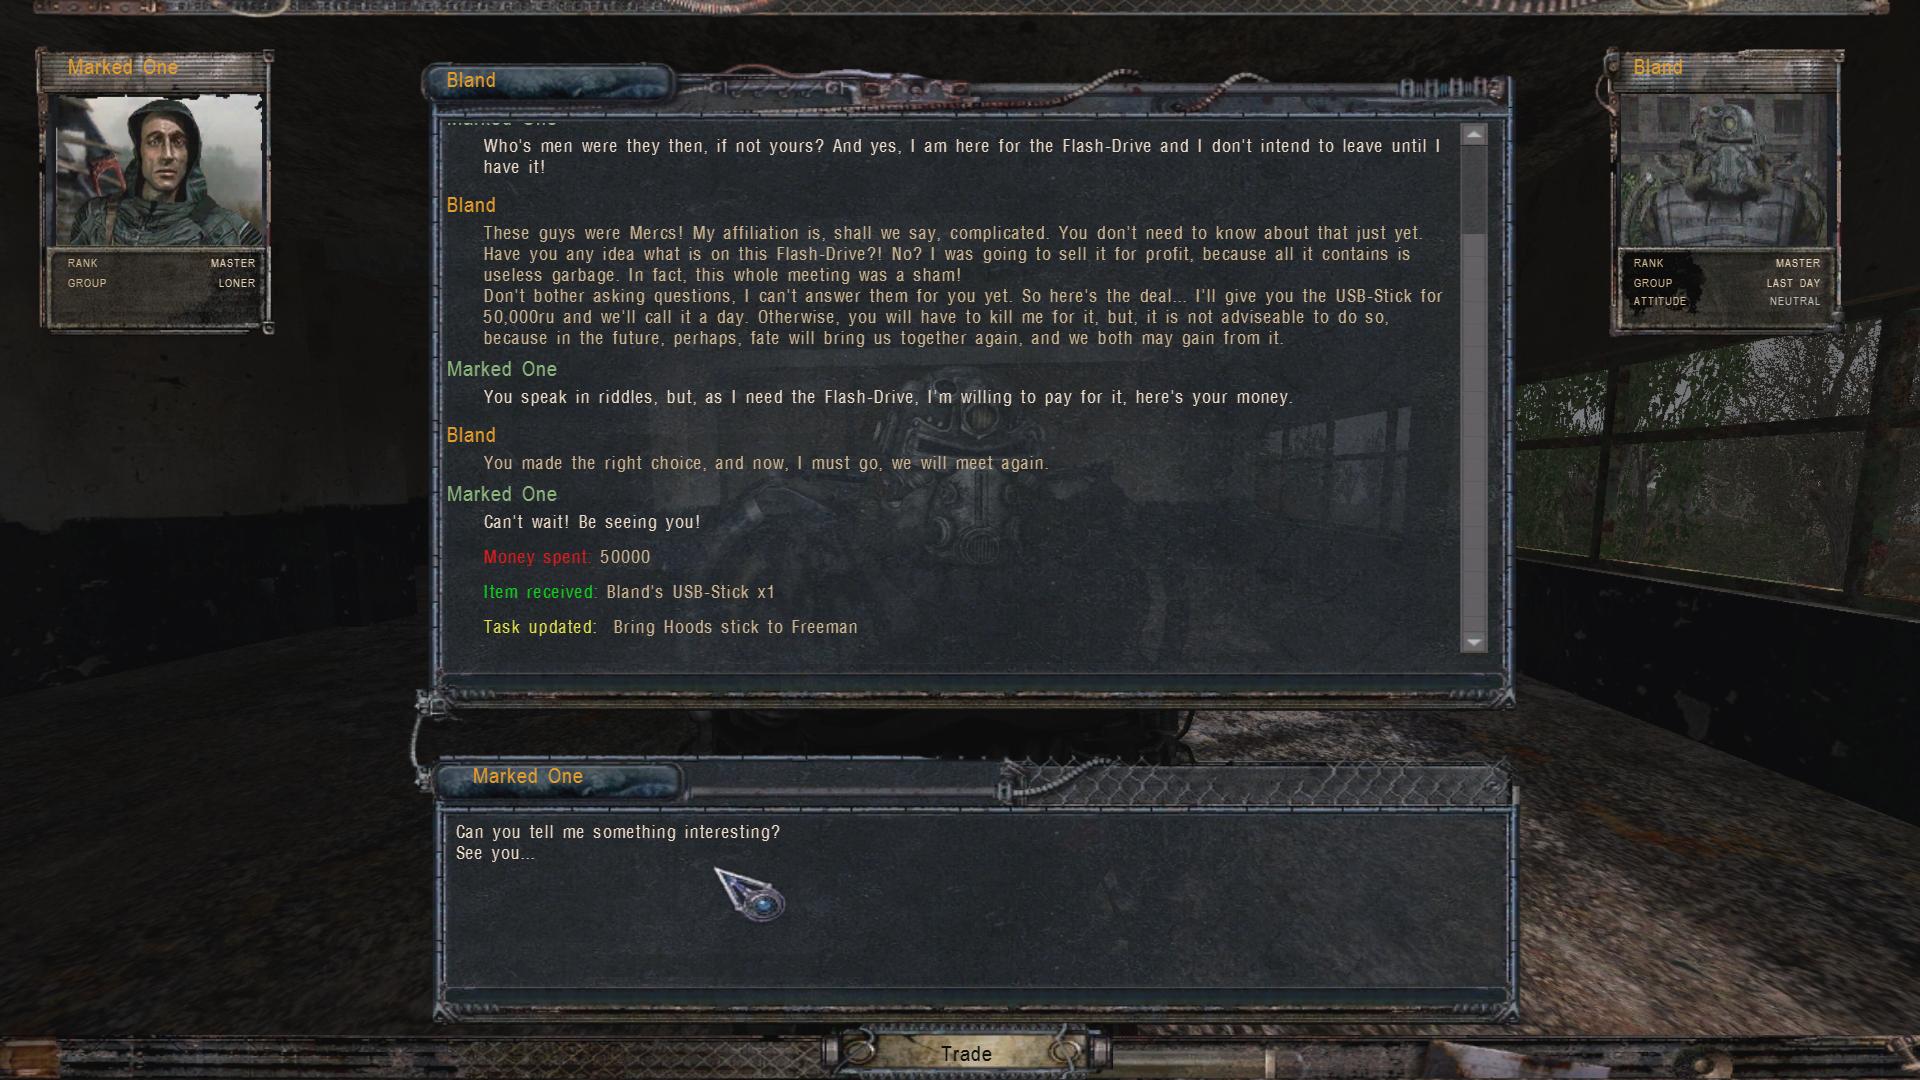 Marked One
RANK MASTER
GROUP LONER
Bland
Marked One
Who's men were they then, if not yours? And yes, I am here for the Flash-Drive and I don't intend to leave until I
have it!
Bland
These guys were Mercs! My affiliation is, shall we say, complicated. You don't need to know about that just yet.
Have you any idea what is on this Flash-Drive?! No? I was going to sell it for profit, because all it contains is
useless garbage. In fact, this whole meeting was a sham!
Don't bother asking questions, I can't answer them for you yet. So here's the deal... I'll give you the USB-Stick for
50,000ru and we'll call it a day. Otherwise, you will have to kill me for it, but, it is not adviseable to do so,
because in the future, perhaps, fate will bring us together again, and we both may gain from it.
Marked One
You speak in riddles, but, as I need the Flash-Drive, I'm willing to pay for it, here's your money.
Bland
You made the right choice, and now, I must go, we will meet again.
Marked One
Can't wait! Be seeing you!
Money spent: 50000
Item received: Bland's USB-Stick x1
Task updated: Bring Hoods stick to Freeman
Bland
RANK MASTER
GROUP LAST DAY
ATTITUDE NEUTRAL
Marked One
Can you tell me something interesting?
See you...
Trade